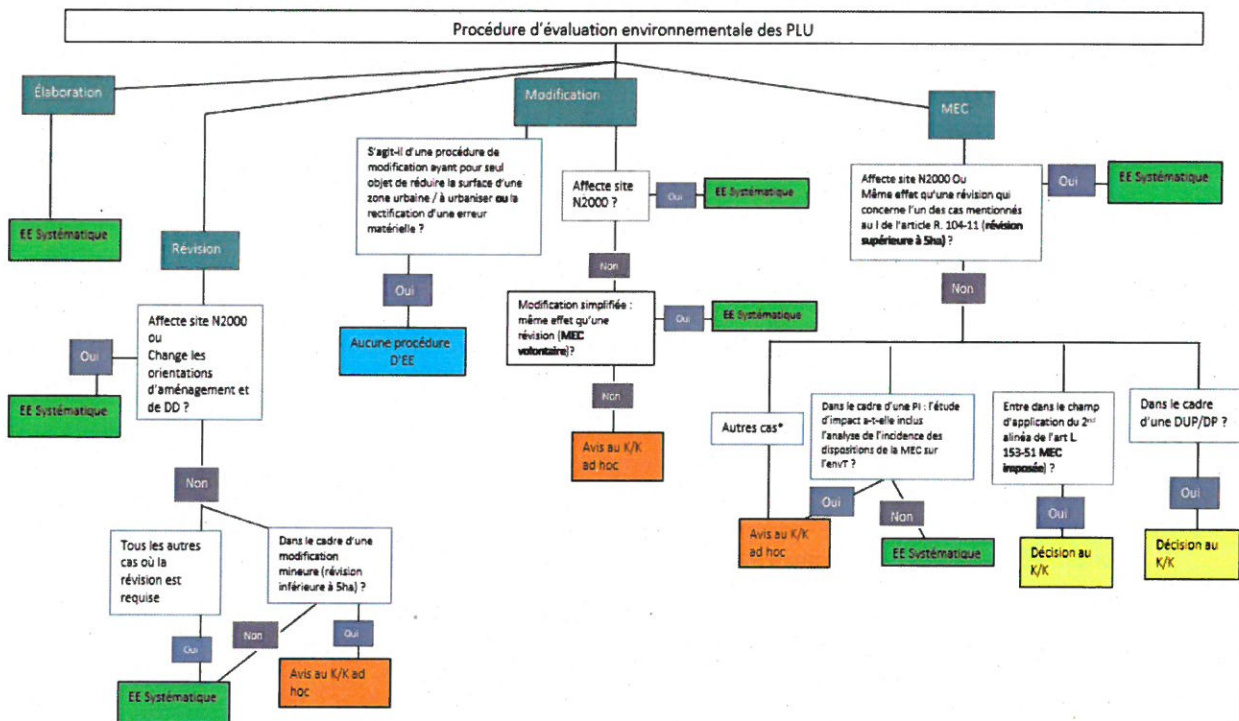 Procédure d'évaluation environnementale des PLU
Élaboration
Modification
MEC
EE Systématique
Révision
S'agit-il d'une procédure de
modification ayant pour seul
objet de réduire la surface d'une
zone urbaine / à urbaniser ou la
rectification d'une erreur
matérielle ?
Oui
Aucune procédure
D'EE
Affecte site
N2000 ?
Oui
EE Systématique
Non
Modification simplifiée :
même effet qu'une
révision (MEC
volontaire)?
Oui
EE Systématique
Non
Avis au K/K
ad hoc
Affecte site N2000 Ou
Même effet qu'une révision qui
concerne l'un des cas mentionnés
au I de l'article R. 104-11 (révision
supérieure à 5ha) ?
Oui
EE Systématique
Non
Affecte site N2000
ou
Change les
orientations
d'aménagement et
de DD ?
Oui
EE Systématique
Non
Tous les autres
cas où la
révision est
requise
Oui
EE Systématique
Dans le cadre d'une
modification
mineure (révision
inférieure à 5ha) ?
Non
Oui
Avis au K/K ad
hoc
Autres cas*
Avis au K/K
ad hoc
Dans le cadre d'une PI : l'étude
d'impact a-t-elle inclus
l'analyse de l'incidence des
dispositions de la MEC sur
l'envT ?
Oui
Non
EE Systématique
Entre dans le champ
d'application du 2nd
alinéa de l'art L
153-51 MEC
imposée) ?
Oui
Décision au
K/K
Dans le cadre
d'une DUP/DP ?
Oui
Décision au
K/K